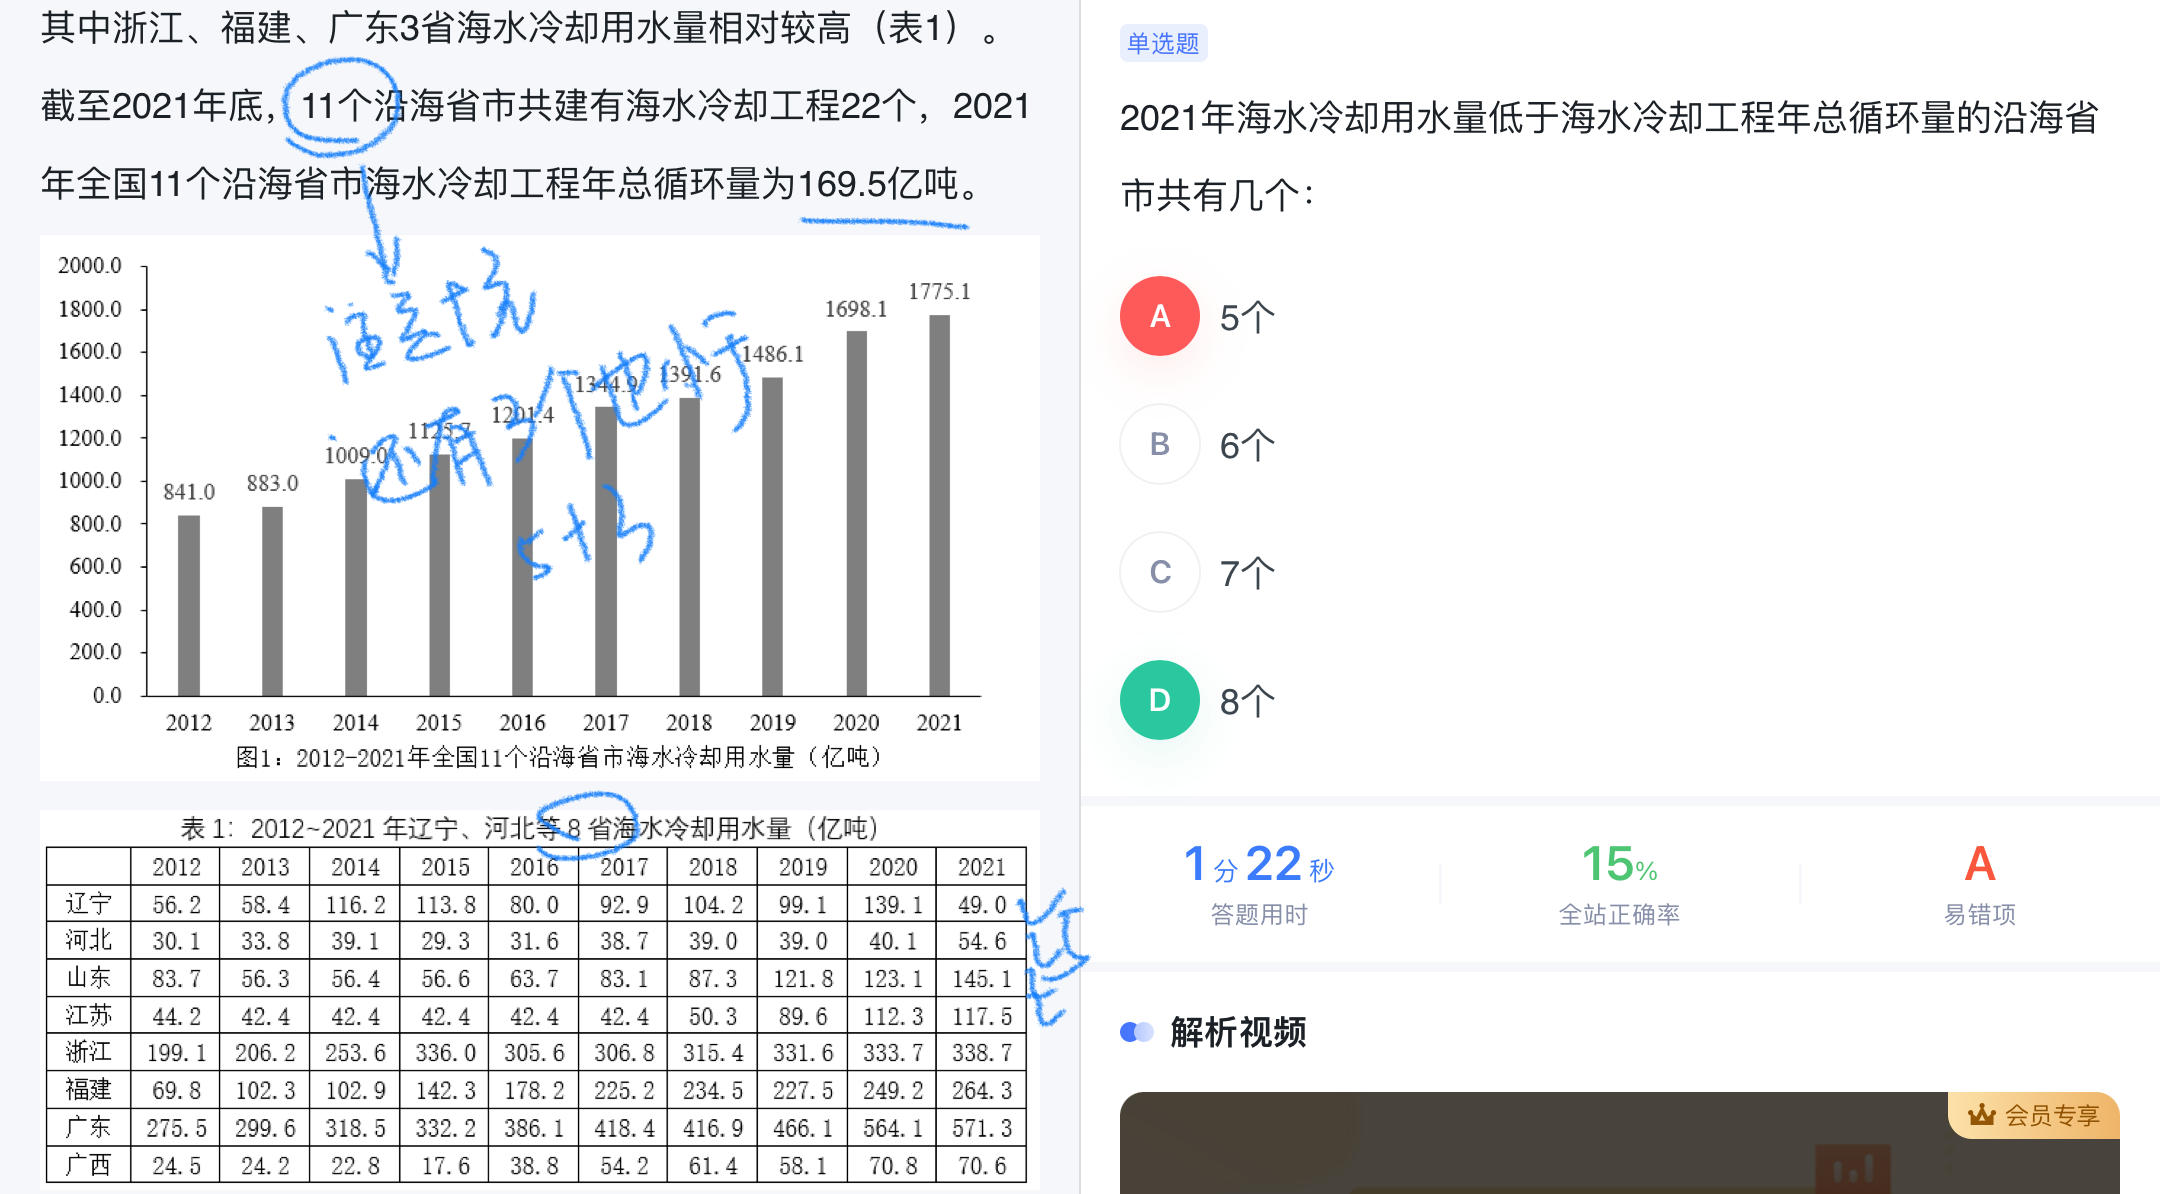 其中浙江、福建、广东3省海水冷却用水量相对较高（表1）。
截至2021年底，11个沿海省市共建有海水冷却工程22个，2021
年全国11个沿海省市海水冷却工程年总循环量为169.5亿吨。
注意十亿
还有3个也小于
5+3
2000.0
1800.0
1600.0
1400.0
1200.0
1000.0
800.0
600.0
400.0
200.0
0.0
841.0
883.0
1009.0
1125.7
1201.4
1344.9
1391.6
1486.1
1698.1
1775.1
2012 2013 2014 2015 2016 2017 2018 2019 2020 2021
图1：2012-2021年全国11个沿海省市海水冷却用水量（亿吨）
表 1：2012~2021 年辽宁、河北等 8 省海水冷却用水量（亿吨）
2012 2013 2014 2015 2016 2017 2018 2019 2020 2021
辽宁 56.2 58.4 116.2 113.8 80.0 92.9 104.2 99.1 139.1 49.0
河北 30.1 33.8 39.1 29.3 31.6 38.7 39.0 39.0 40.1 54.6
山东 83.7 56.3 56.4 56.6 63.7 83.1 87.3 121.8 123.1 145.1
江苏 44.2 42.4 42.4 42.4 42.4 42.4 50.3 89.6 112.3 117.5
浙江 199.1 206.2 253.6 336.0 305.6 306.8 315.4 331.6 333.7 338.7
福建 69.8 102.3 102.9 142.3 178.2 225.2 234.5 227.5 249.2 264.3
广东 275.5 299.6 318.5 332.2 386.1 418.4 416.9 466.1 564.1 571.3
广西 24.5 24.2 22.8 17.6 38.8 54.2 61.4 58.1 70.8 70.6
单选题
2021年海水冷却用水量低于海水冷却工程年总循环量的沿海省
市共有几个：
A 5个
B 6个
C 7个
D 8个
1分22秒
答题用时
15%
全站正确率
A
易错项
解析视频
会员专享